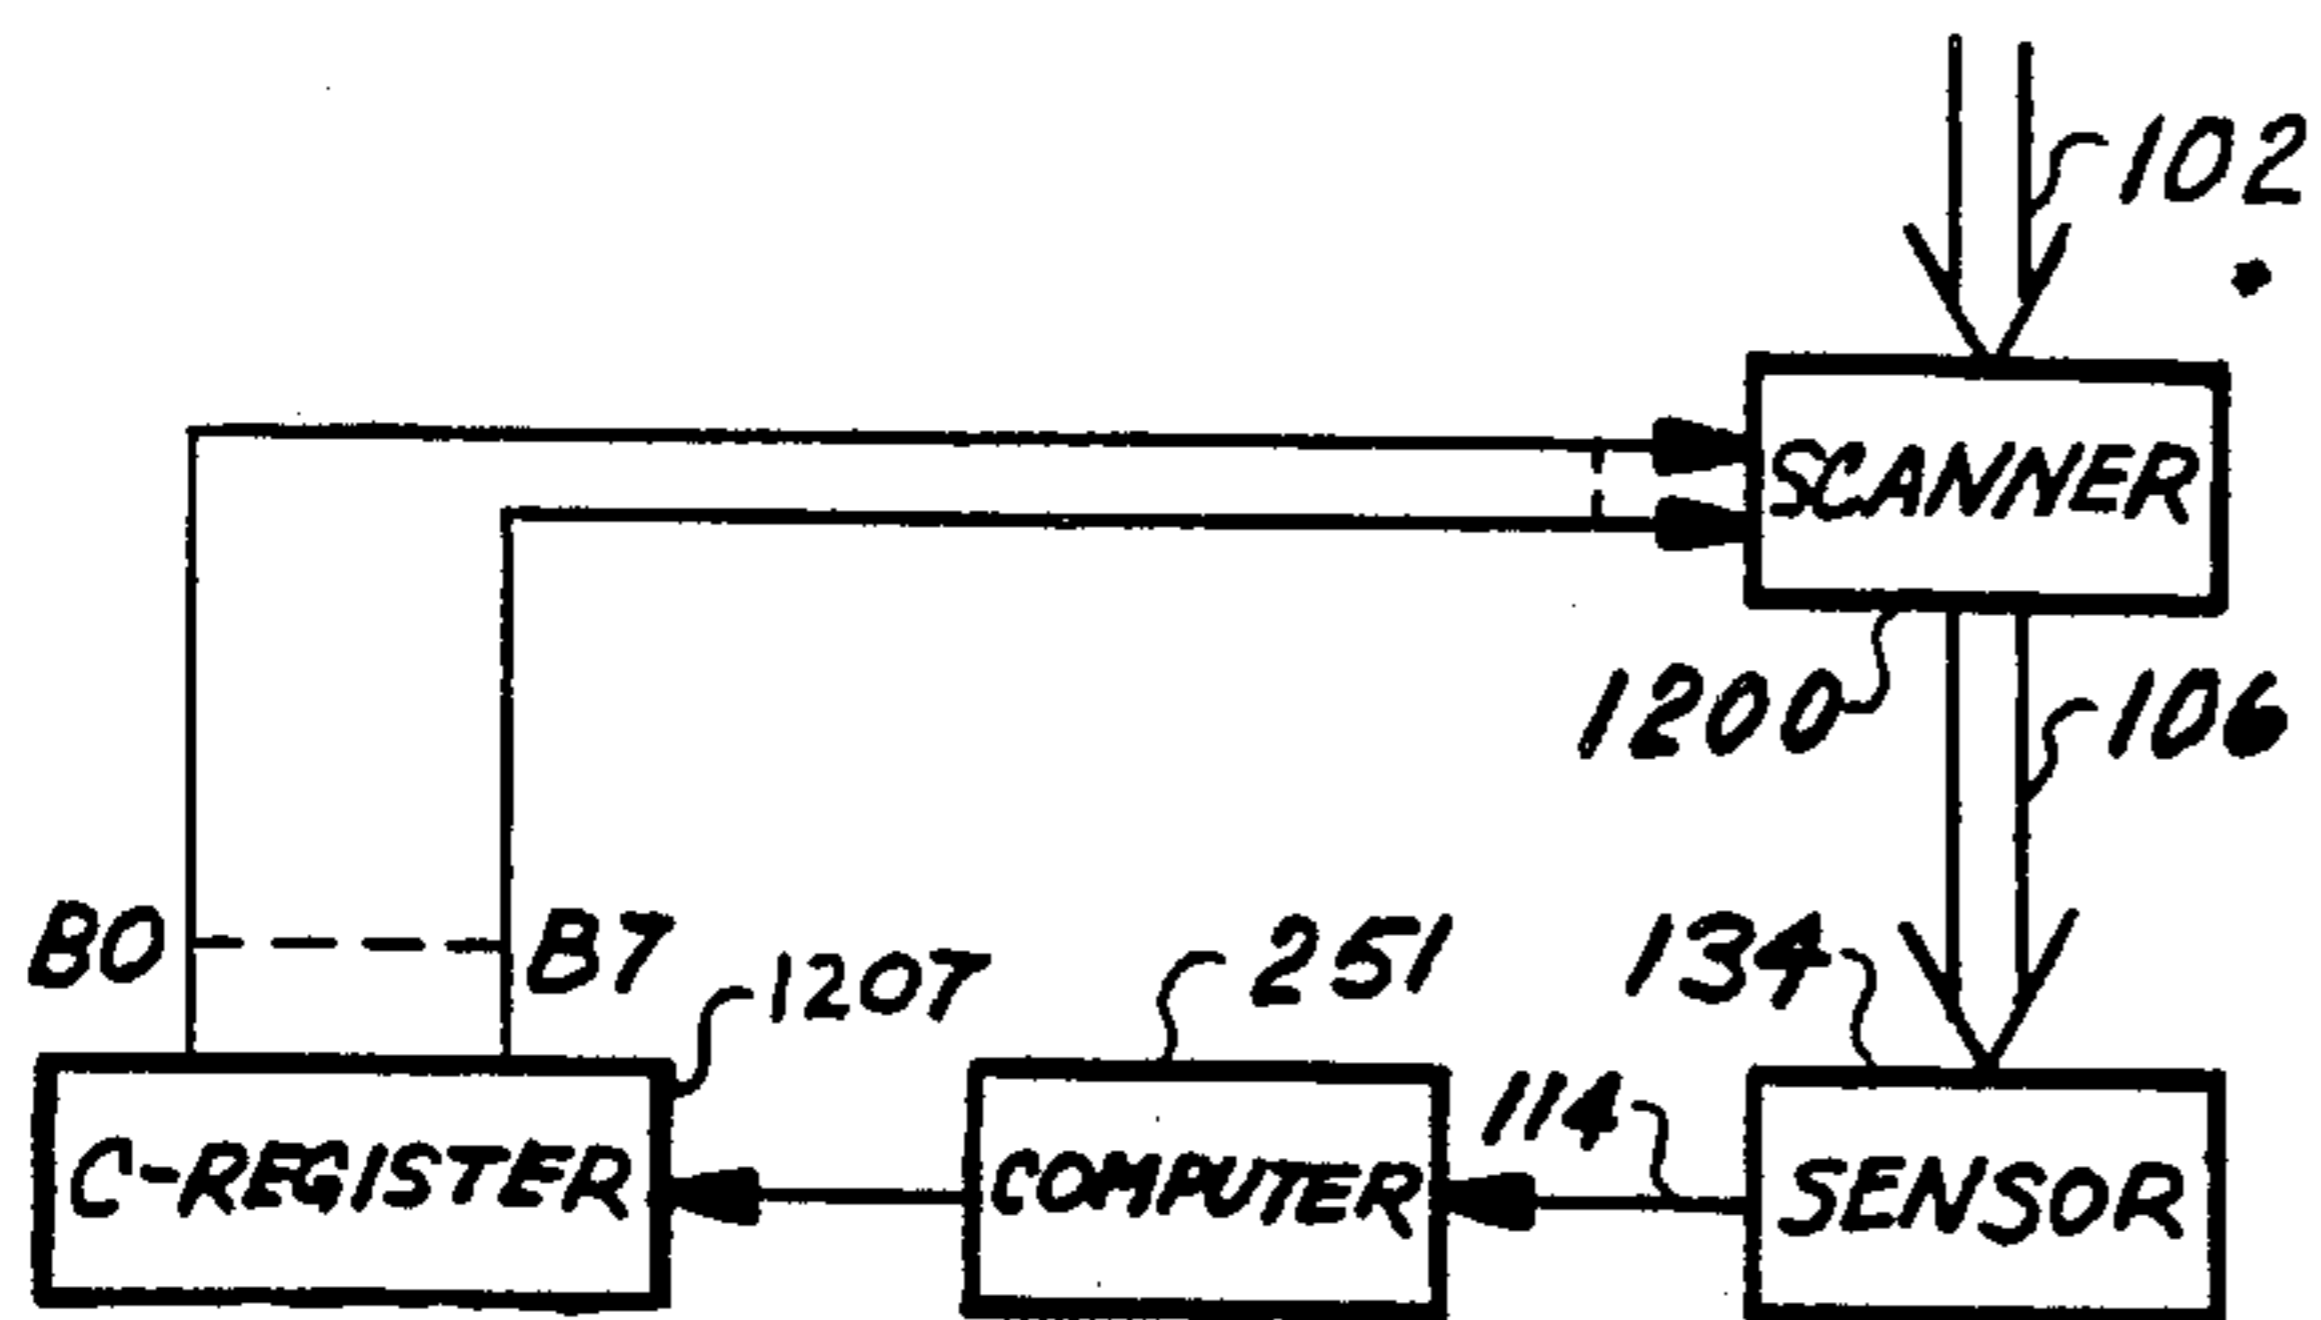 102
SCANNER
1200
106
B0
B7
1207
251
134
114
C-REGISTER
COMPUTER
SENSOR